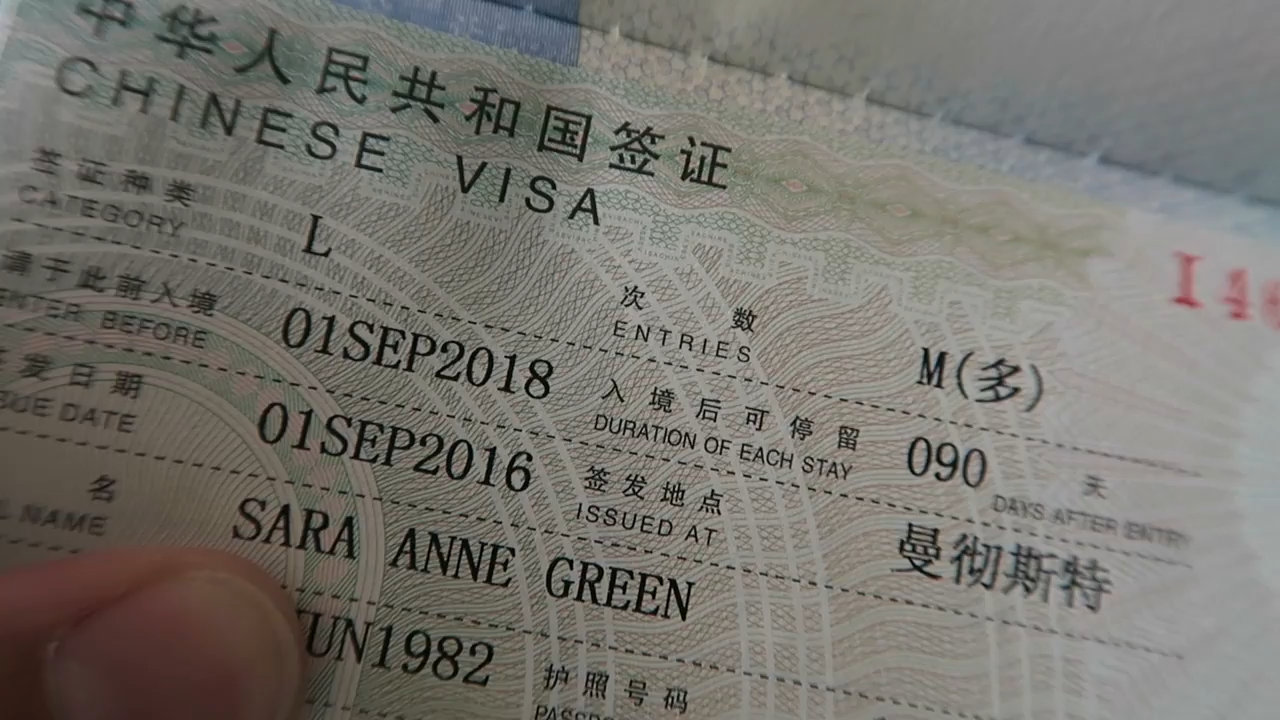 中华人民共和国签证
CHINESE VISA
签证种类
CATEGORY
L
次数
ENTRIES
M(多)
请于此前入境
ENTER BEFORE
01SEP2018
入境后可停留
DURATION OF EACH STAY
090
天
DAYS AFTER ENTRY
发日期
ISSUE DATE
01SEP2016
签发地点
ISSUED AT
曼彻斯特
名
NAME
SARA ANNE GREEN
JUN1982
护照号码